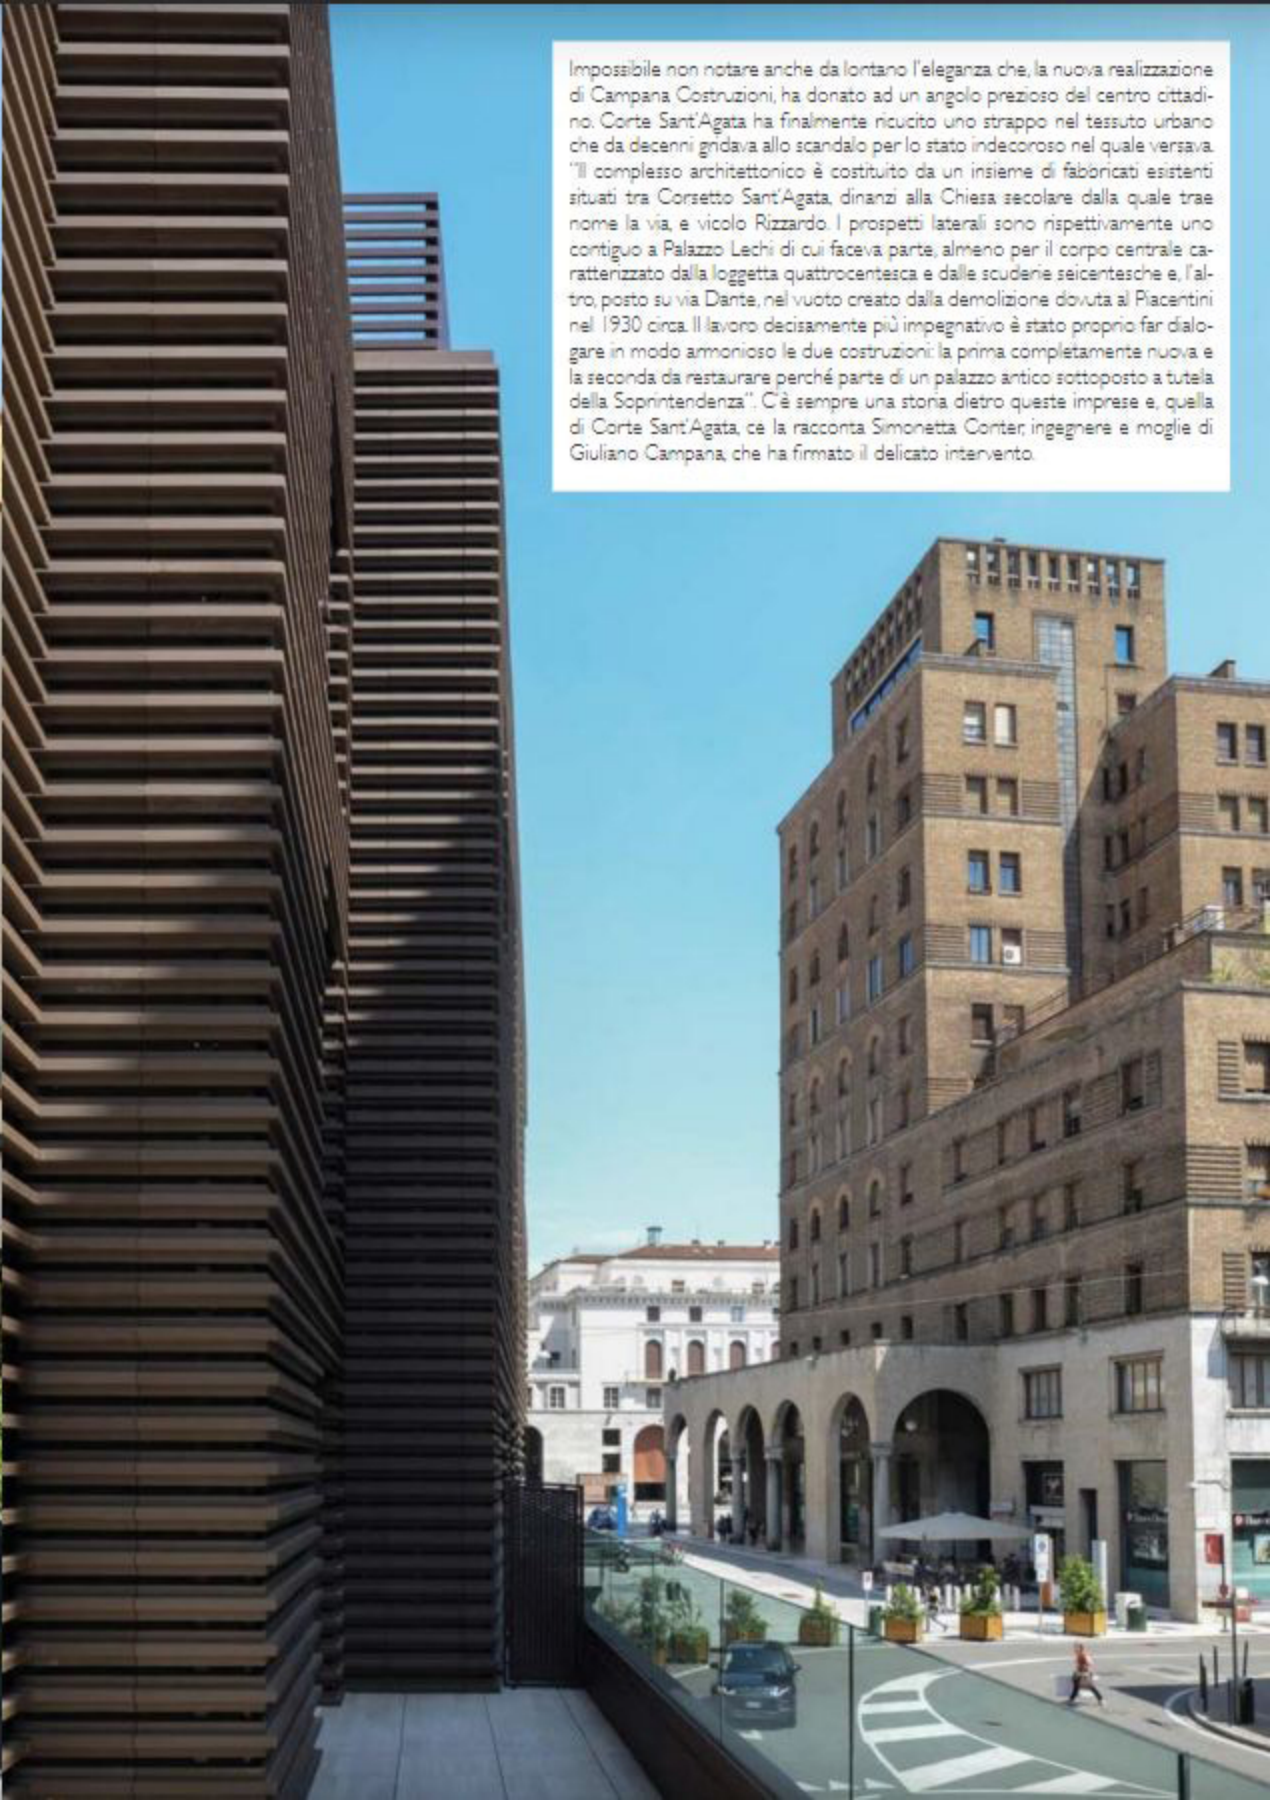 Impossibile non notare anche da lontano l'eleganza che, la nuova realizzazione
di Campana Costruzioni, ha donato ad un angolo prezioso del centro cittadi-
no. Corte Sant'Agata ha finalmente ricucito uno strappo nel tessuto urbano
che da decenni gridava allo scandalo per lo stato indecoroso nel quale versava.
"Il complesso architettonico è costituito da un insieme di fabbricati esistenti
situati tra Corsetto Sant'Agata, dinanzi alla Chiesa secolare dalla quale trae
nome la via, e vicolo Rizzardo. I prospetti laterali sono rispettivamente uno
contiguo a Palazzo Lechi di cui faceva parte, almeno per il corpo centrale ca-
ratterizzato dalla loggetta quattrocentesca e dalle scuderie seicentesche e, l'al-
tro, posto su via Dante, nel vuoto creato dalla demolizione dovuta al Piacentini
nel 1930 circa. Il lavoro decisamente più impegnativo è stato proprio far dialo-
gare in modo armonioso le due costruzioni: la prima completamente nuova e
la seconda da restaurare perché parte di un palazzo antico sottoposto a tutela
della Soprintendenza". C'è sempre una storia dietro queste imprese e, quella
di Corte Sant'Agata, ce la racconta Simonetta Conter, ingegnere e moglie di
Giuliano Campana, che ha firmato il delicato intervento.